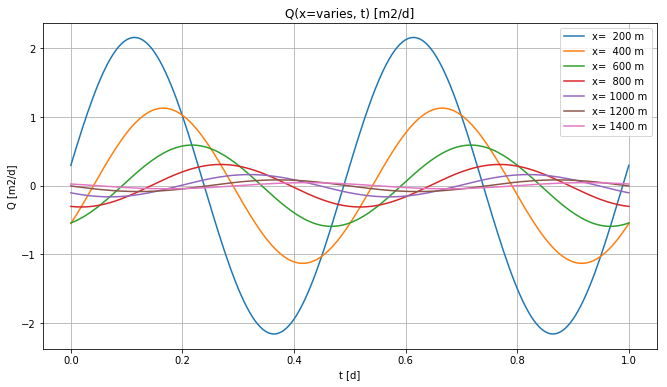 Q(x=varies, t) [m2/d]
x=  200 m
x=  400 m
x=  600 m
x=  800 m
x= 1000 m
x= 1200 m
x= 1400 m
Q [m2/d]
2
1
0
−1
−2
0.0 0.2 0.4 0.6 0.8 1.0
t [d]